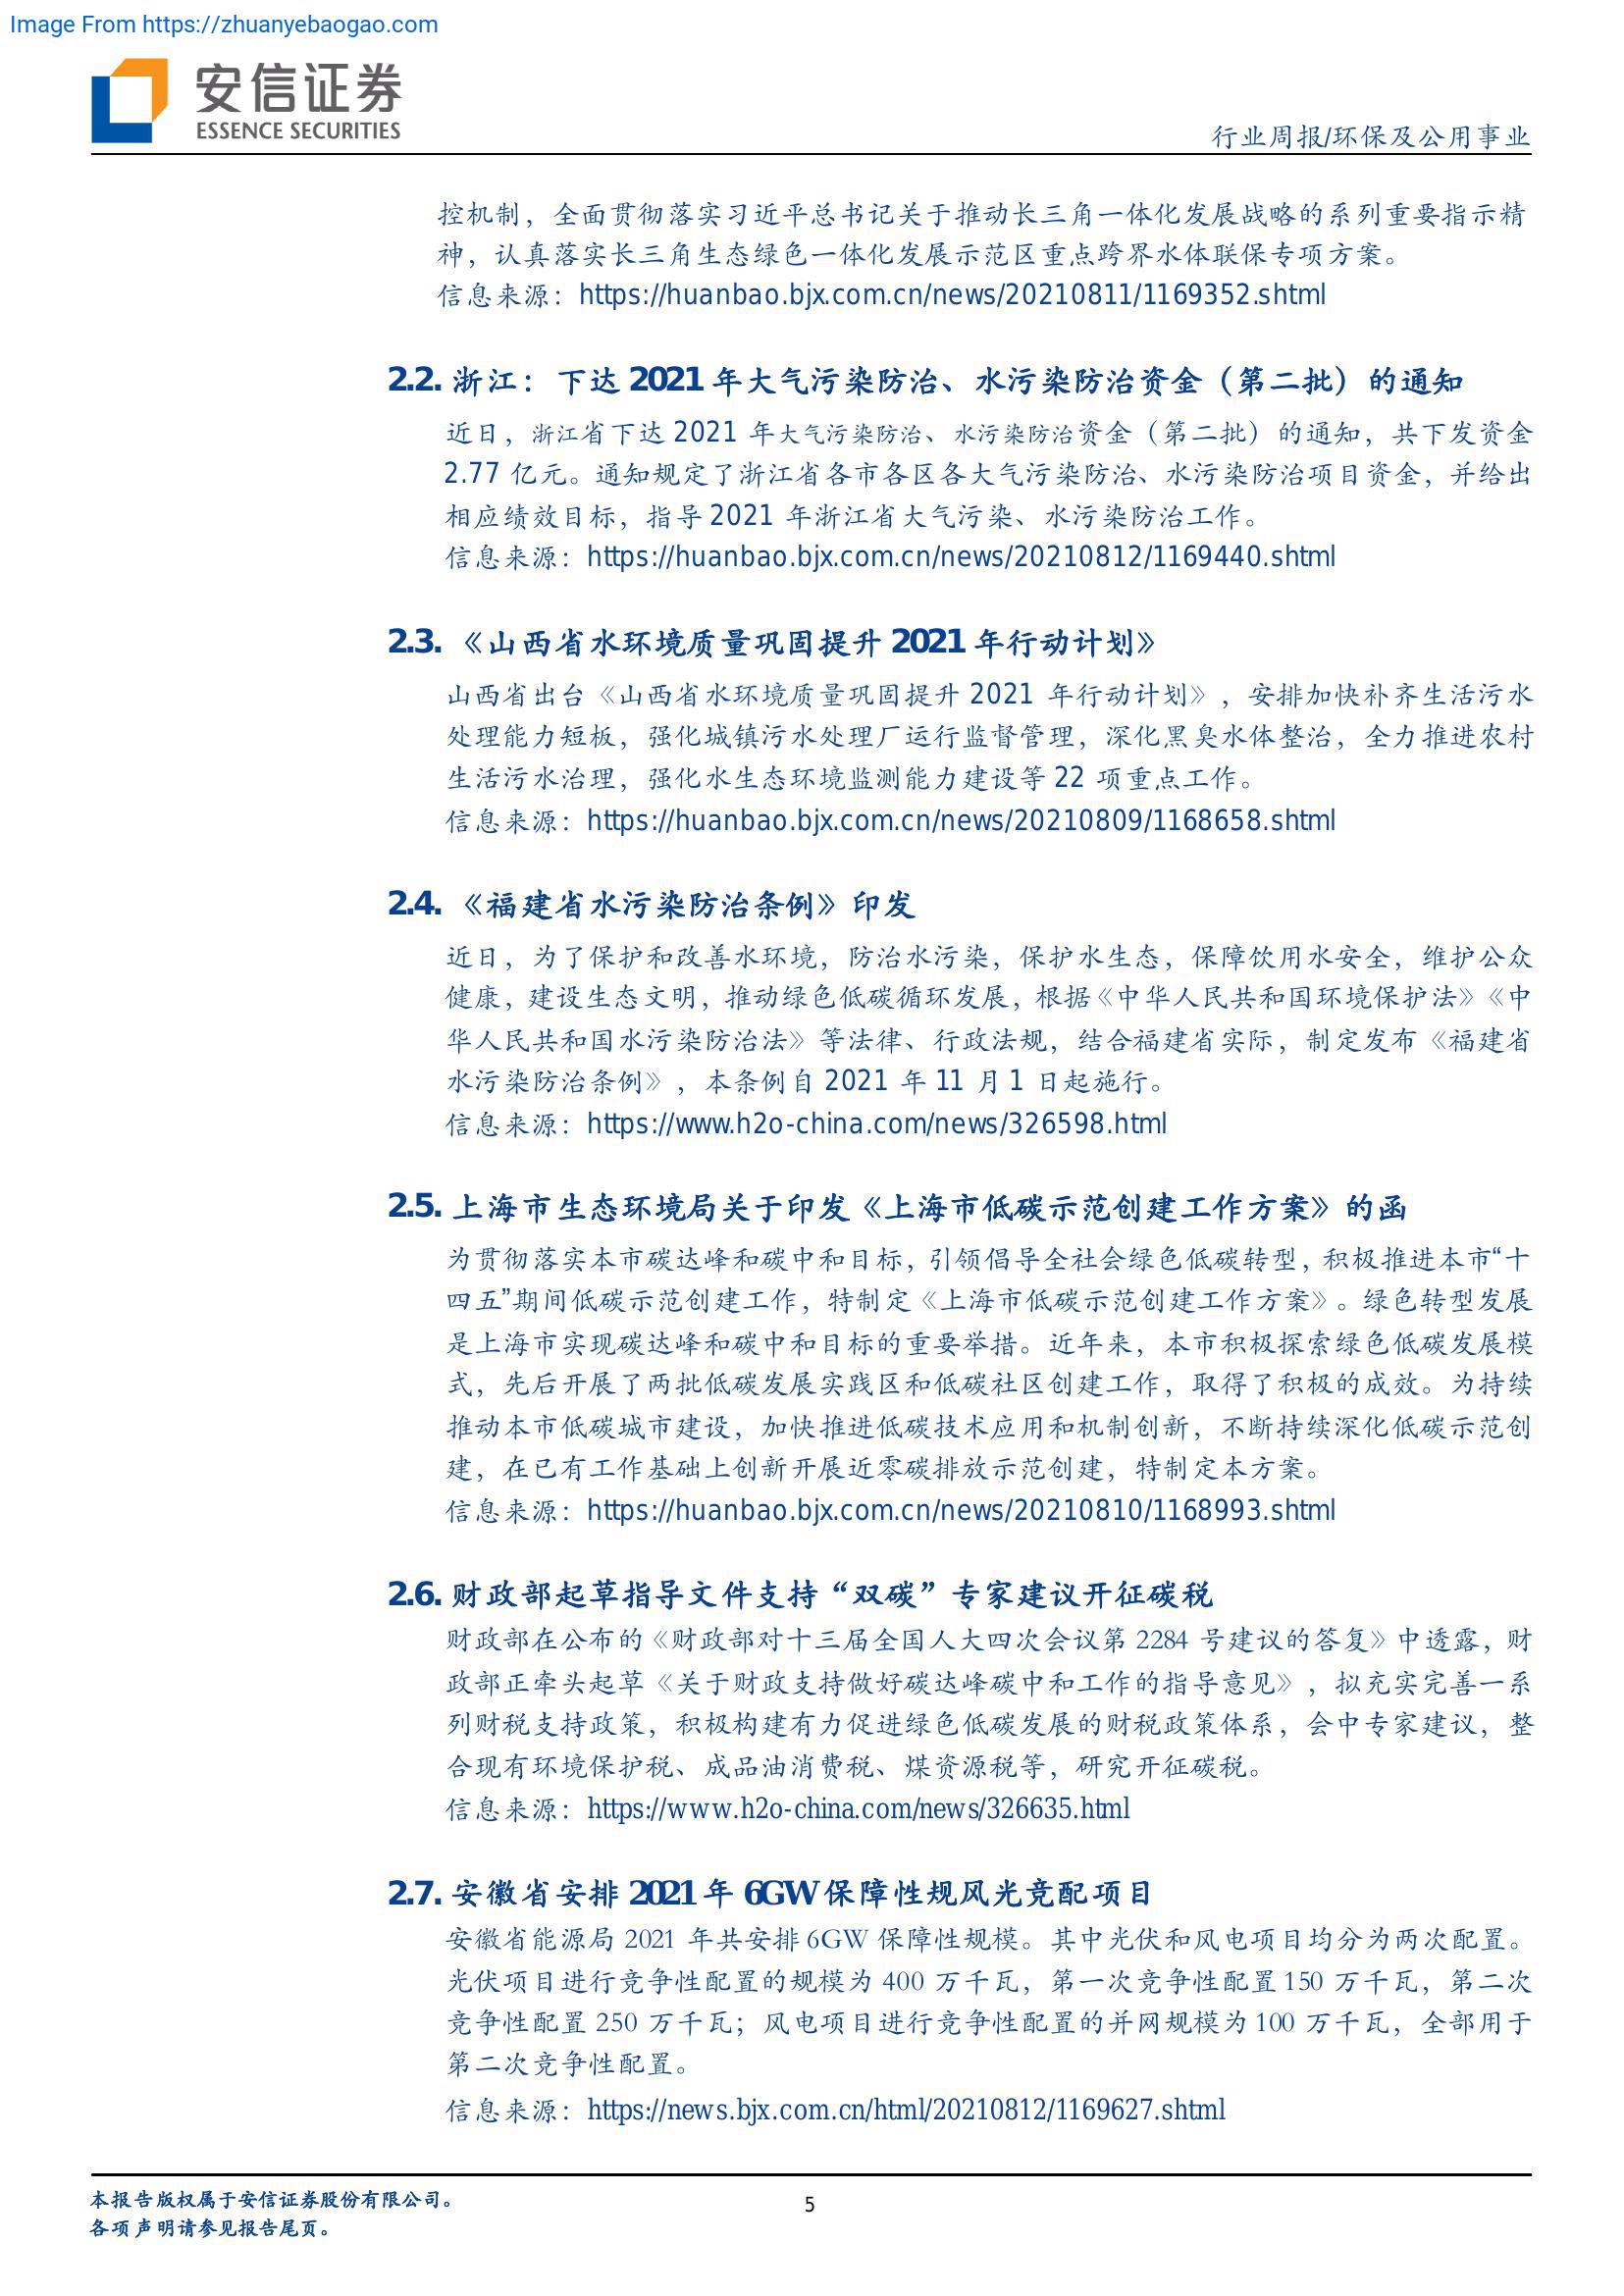 Image From https://zhuanyebaogao.com
安信证券
ESSENCE SECURITIES
行业周报/环保及公用事业
控机制，全面贯彻落实习近平总书记关于推动长三角一体化发展战略的系列重要指示精
神，认真落实长三角生态绿色一体化发展示范区重点跨界水体联保专项方案。
信息来源：https://huanbao.bjx.com.cn/news/20210811/1169352.shtml
2.2. 浙江：下达 2021 年大气污染防治、水污染防治资金（第二批）的通知
近日，浙江省下达 2021 年大气污染防治、水污染防治资金（第二批）的通知，共下发资金
2.77 亿元。通知规定了浙江省各市各区各大气污染防治、水污染防治项目资金，并给出
相应绩效目标，指导 2021 年浙江省大气污染、水污染防治工作。
信息来源：https://huanbao.bjx.com.cn/news/20210812/1169440.shtml
2.3. 《山西省水环境质量巩固提升 2021 年行动计划》
山西省出台《山西省水环境质量巩固提升 2021 年行动计划》，安排加快补齐生活污水
处理能力短板，强化城镇污水处理厂运行监督管理，深化黑臭水体整治，全力推进农村
生活污水治理，强化水生态环境监测能力建设等 22 项重点工作。
信息来源：https://huanbao.bjx.com.cn/news/20210809/1168658.shtml
2.4. 《福建省水污染防治条例》印发
近日，为了保护和改善水环境，防治水污染，保护水生态，保障饮用水安全，维护公众
健康，建设生态文明，推动绿色低碳循环发展，根据《中华人民共和国环境保护法》《中
华人民共和国水污染防治法》等法律、行政法规，结合福建省实际，制定发布《福建省
水污染防治条例》，本条例自 2021 年 11 月 1 日起施行。
信息来源：https://www.h2o-china.com/news/326598.html
2.5. 上海市生态环境局关于印发《上海市低碳示范创建工作方案》的函
为贯彻落实本市碳达峰和碳中和目标，引领倡导全社会绿色低碳转型，积极推进本市“十
四五”期间低碳示范创建工作，特制定《上海市低碳示范创建工作方案》。绿色转型发展
是上海市实现碳达峰和碳中和目标的重要举措。近年来，本市积极探索绿色低碳发展模
式，先后开展了两批低碳发展实践区和低碳社区创建工作，取得了积极的成效。为持续
推动本市低碳城市建设，加快推进低碳技术应用和机制创新，不断持续深化低碳示范创
建，在已有工作基础上创新开展近零碳排放示范创建，特制定本方案。
信息来源：https://huanbao.bjx.com.cn/news/20210810/1168993.shtml
2.6. 财政部起草指导文件支持“双碳”专家建议开征碳税
财政部在公布的《财政部对十三届全国人大四次会议第 2284 号建议的答复》中透露，财
政部正牵头起草《关于财政支持做好碳达峰碳中和工作的指导意见》，拟充实完善一系
列财税支持政策，积极构建有力促进绿色低碳发展的财税政策体系，会中专家建议，整
合现有环境保护税、成品油消费税、煤资源税等，研究开征碳税。
信息来源：https://www.h2o-china.com/news/326635.html
2.7. 安徽省安排 2021 年 6GW 保障性规风光竞配项目
安徽省能源局 2021 年共安排 6GW 保障性规模。其中光伏和风电项目均分为两次配置。
光伏项目进行竞争性配置的规模为 400 万千瓦，第一次竞争性配置 150 万千瓦，第二次
竞争性配置 250 万千瓦；风电项目进行竞争性配置的并网规模为 100 万千瓦，全部用于
第二次竞争性配置。
信息来源：https://news.bjx.com.cn/html/20210812/1169627.shtml
本报告版权属于安信证券股份有限公司。
5
各项声明请参见报告尾页。